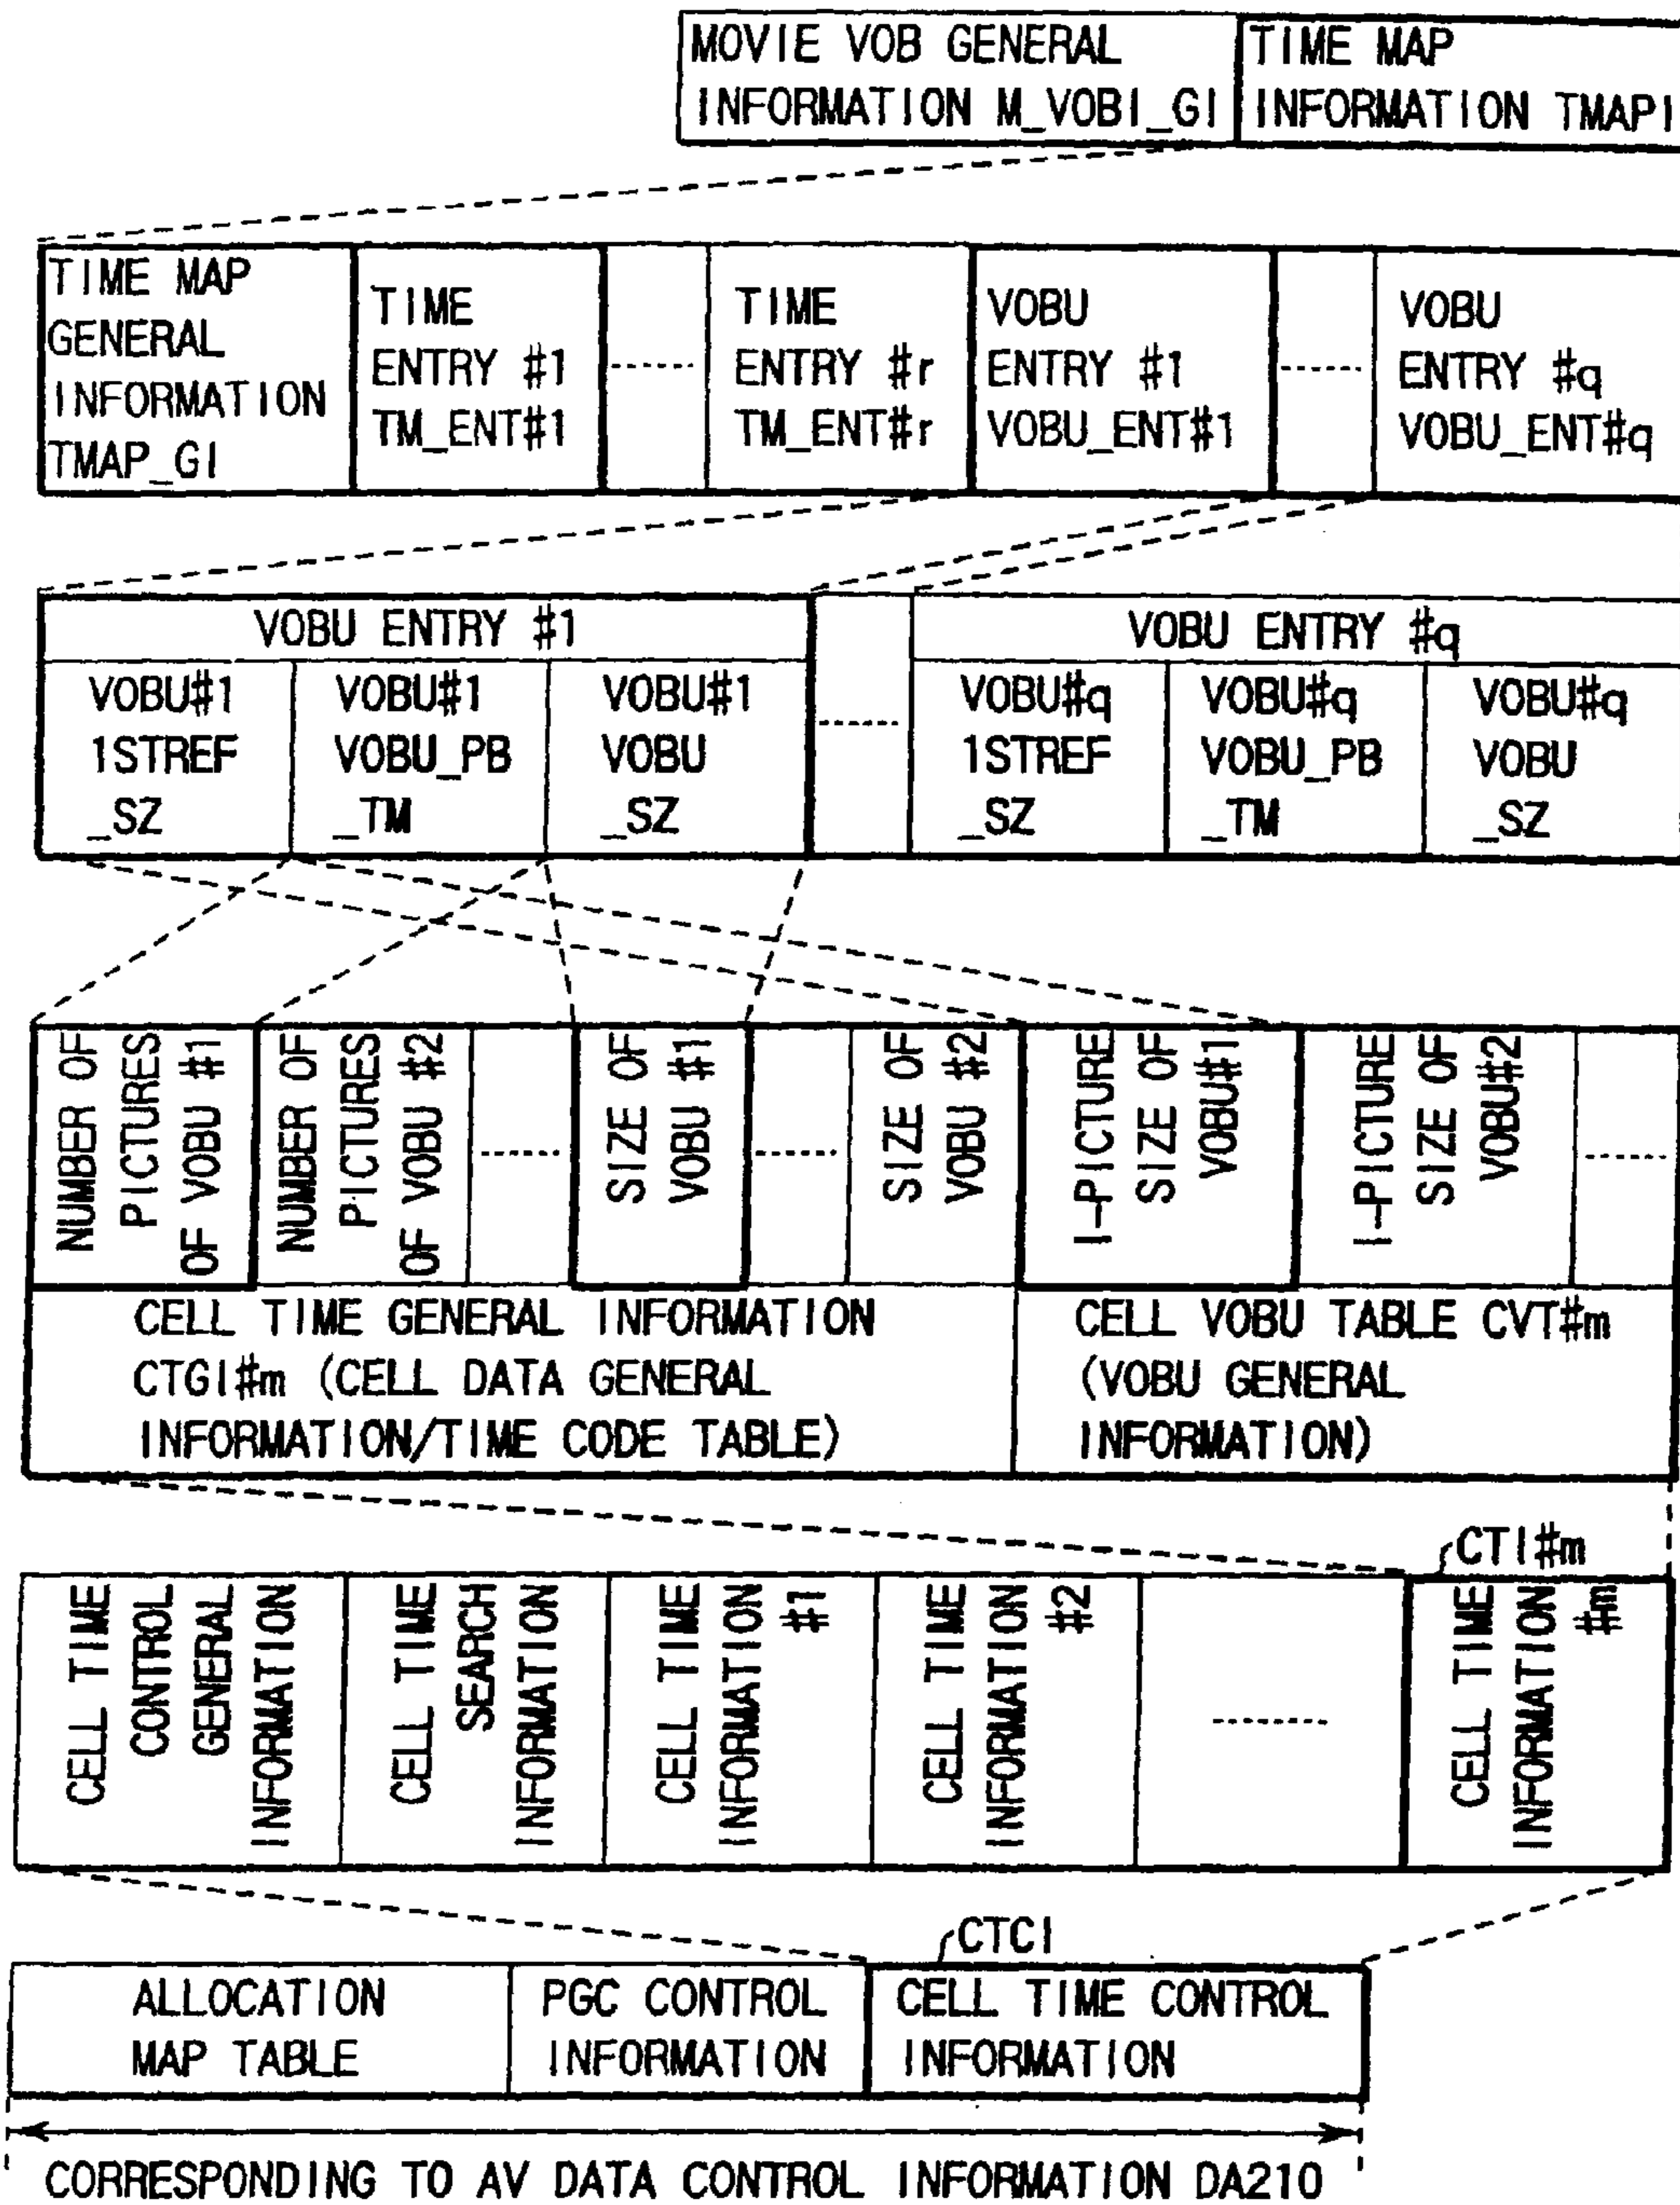 MOVIE VOB GENERAL
INFORMATION M_VOBI_GI
TIME MAP
INFORMATION TMAPI
TIME MAP
GENERAL
INFORMATION
TMAP_GI
TIME
ENTRY #1
TM_ENT#1
TIME
ENTRY #r
TM_ENT#r
VOBU
ENTRY #1
VOBU_ENT#1
VOBU
ENTRY #q
VOBU_ENT#q
VOBU ENTRY #1
VOBU#1
1STREF
_SZ
VOBU#1
VOBU_PB
_TM
VOBU#1
VOBU
_SZ
VOBU ENTRY #q
VOBU#q
1STREF
_SZ
VOBU#q
VOBU_PB
_TM
VOBU#q
VOBU
_SZ
NUMBER OF
PICTURES
OF VOBU #1
NUMBER OF
PICTURES
OF VOBU #2
SIZE OF
VOBU #1
SIZE OF
VOBU #2
I-PICTURE
SIZE OF
VOBU#1
I-PICTURE
SIZE OF
VOBU#2
CELL TIME GENERAL INFORMATION
CTGI#m (CELL DATA GENERAL
INFORMATION/TIME CODE TABLE)
CELL VOBU TABLE CVT#m
(VOBU GENERAL
INFORMATION)
CTI#m
CELL TIME
CONTROL
GENERAL
INFORMATION
CELL TIME
SEARCH
INFORMATION
CELL TIME
INFORMATION
#1
CELL TIME
INFORMATION
#2
CELL TIME
INFORMATION
#m
CTCI
ALLOCATION
MAP TABLE
PGC CONTROL
INFORMATION
CELL TIME CONTROL
INFORMATION
CORRESPONDING TO AV DATA CONTROL INFORMATION DA210